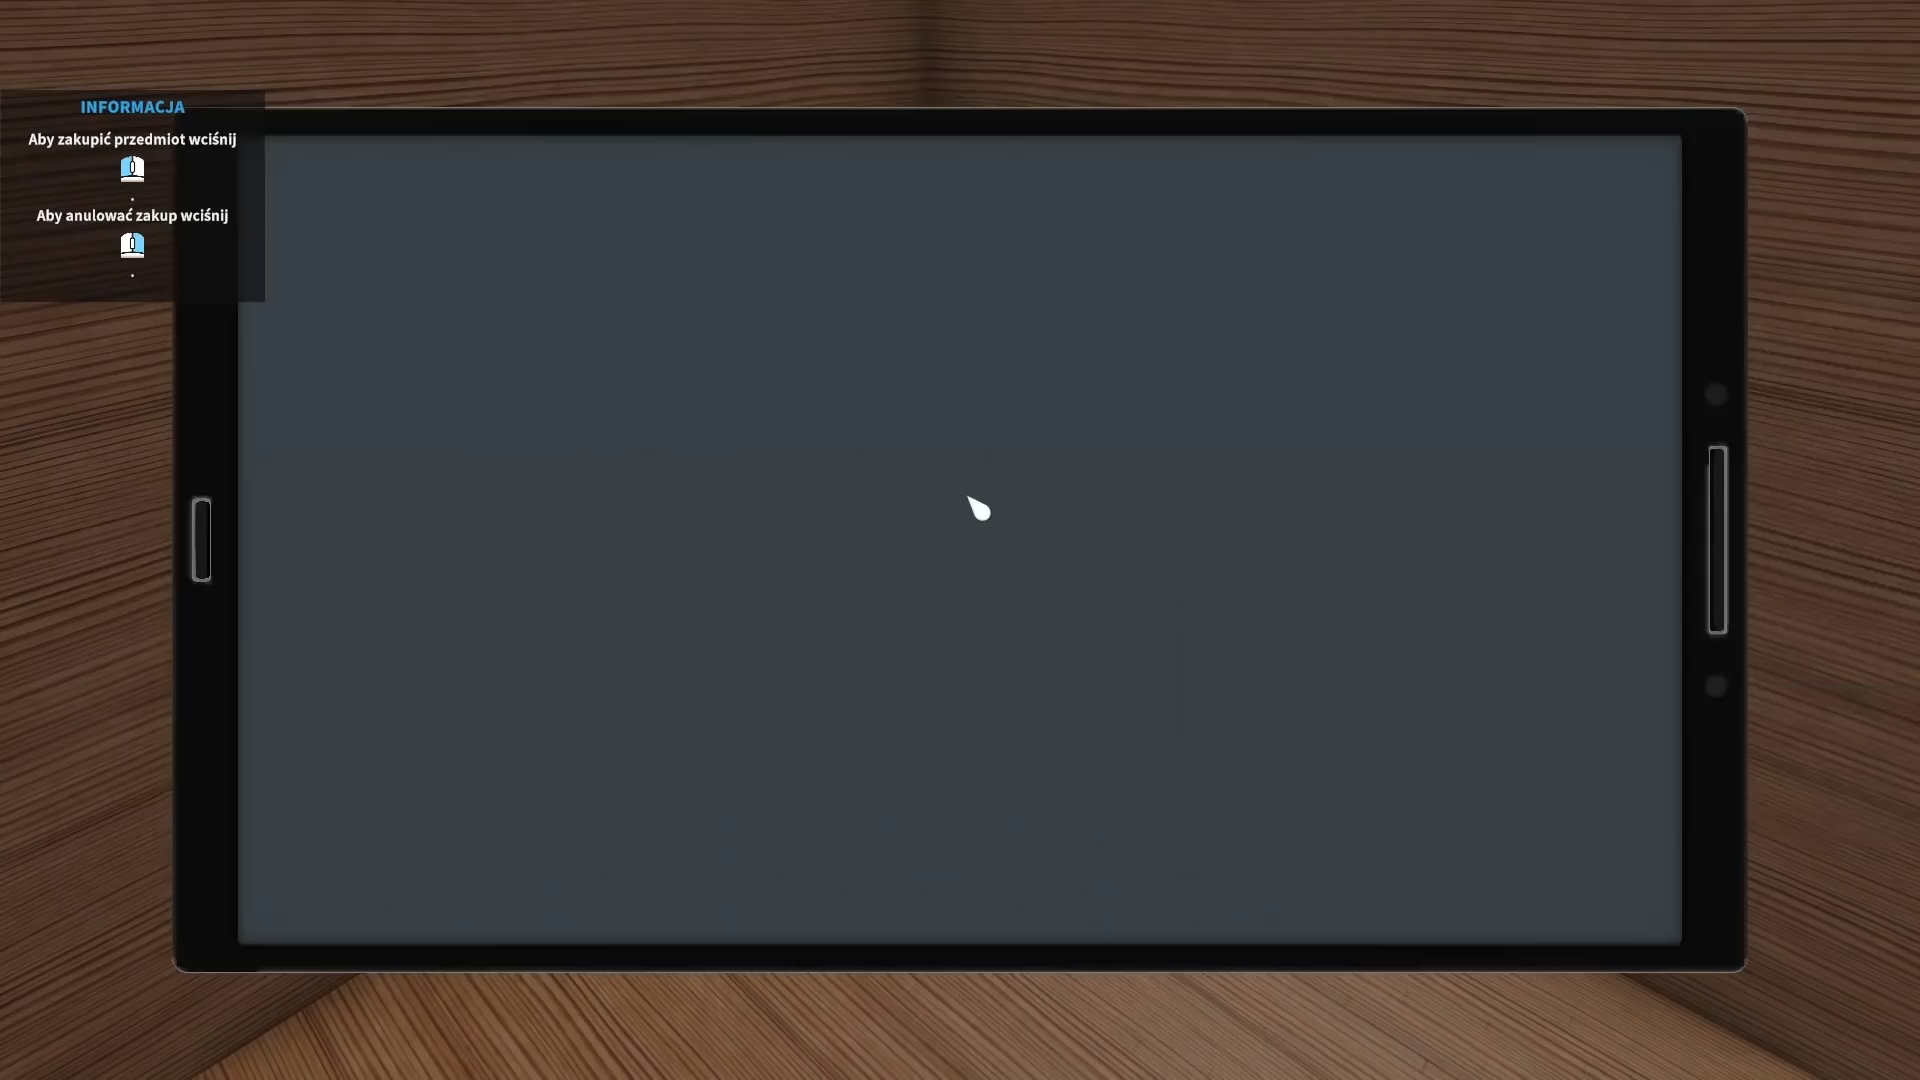 INFORMACJA
Aby zakupić przedmiot wciśnij
.
Aby anulować zakup wciśnij
.